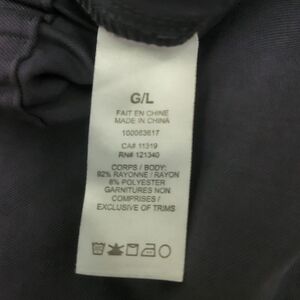 G/L
FAIT EN CHINE
MADE IN CHINA
100083617
CA# 11319
RN# 121340
CORPS / BODY:
92% RAYONNE / RAYON
8% POLYESTER
GARNITURES NON
COMPRISES /
EXCLUSIVE OF TRIMS